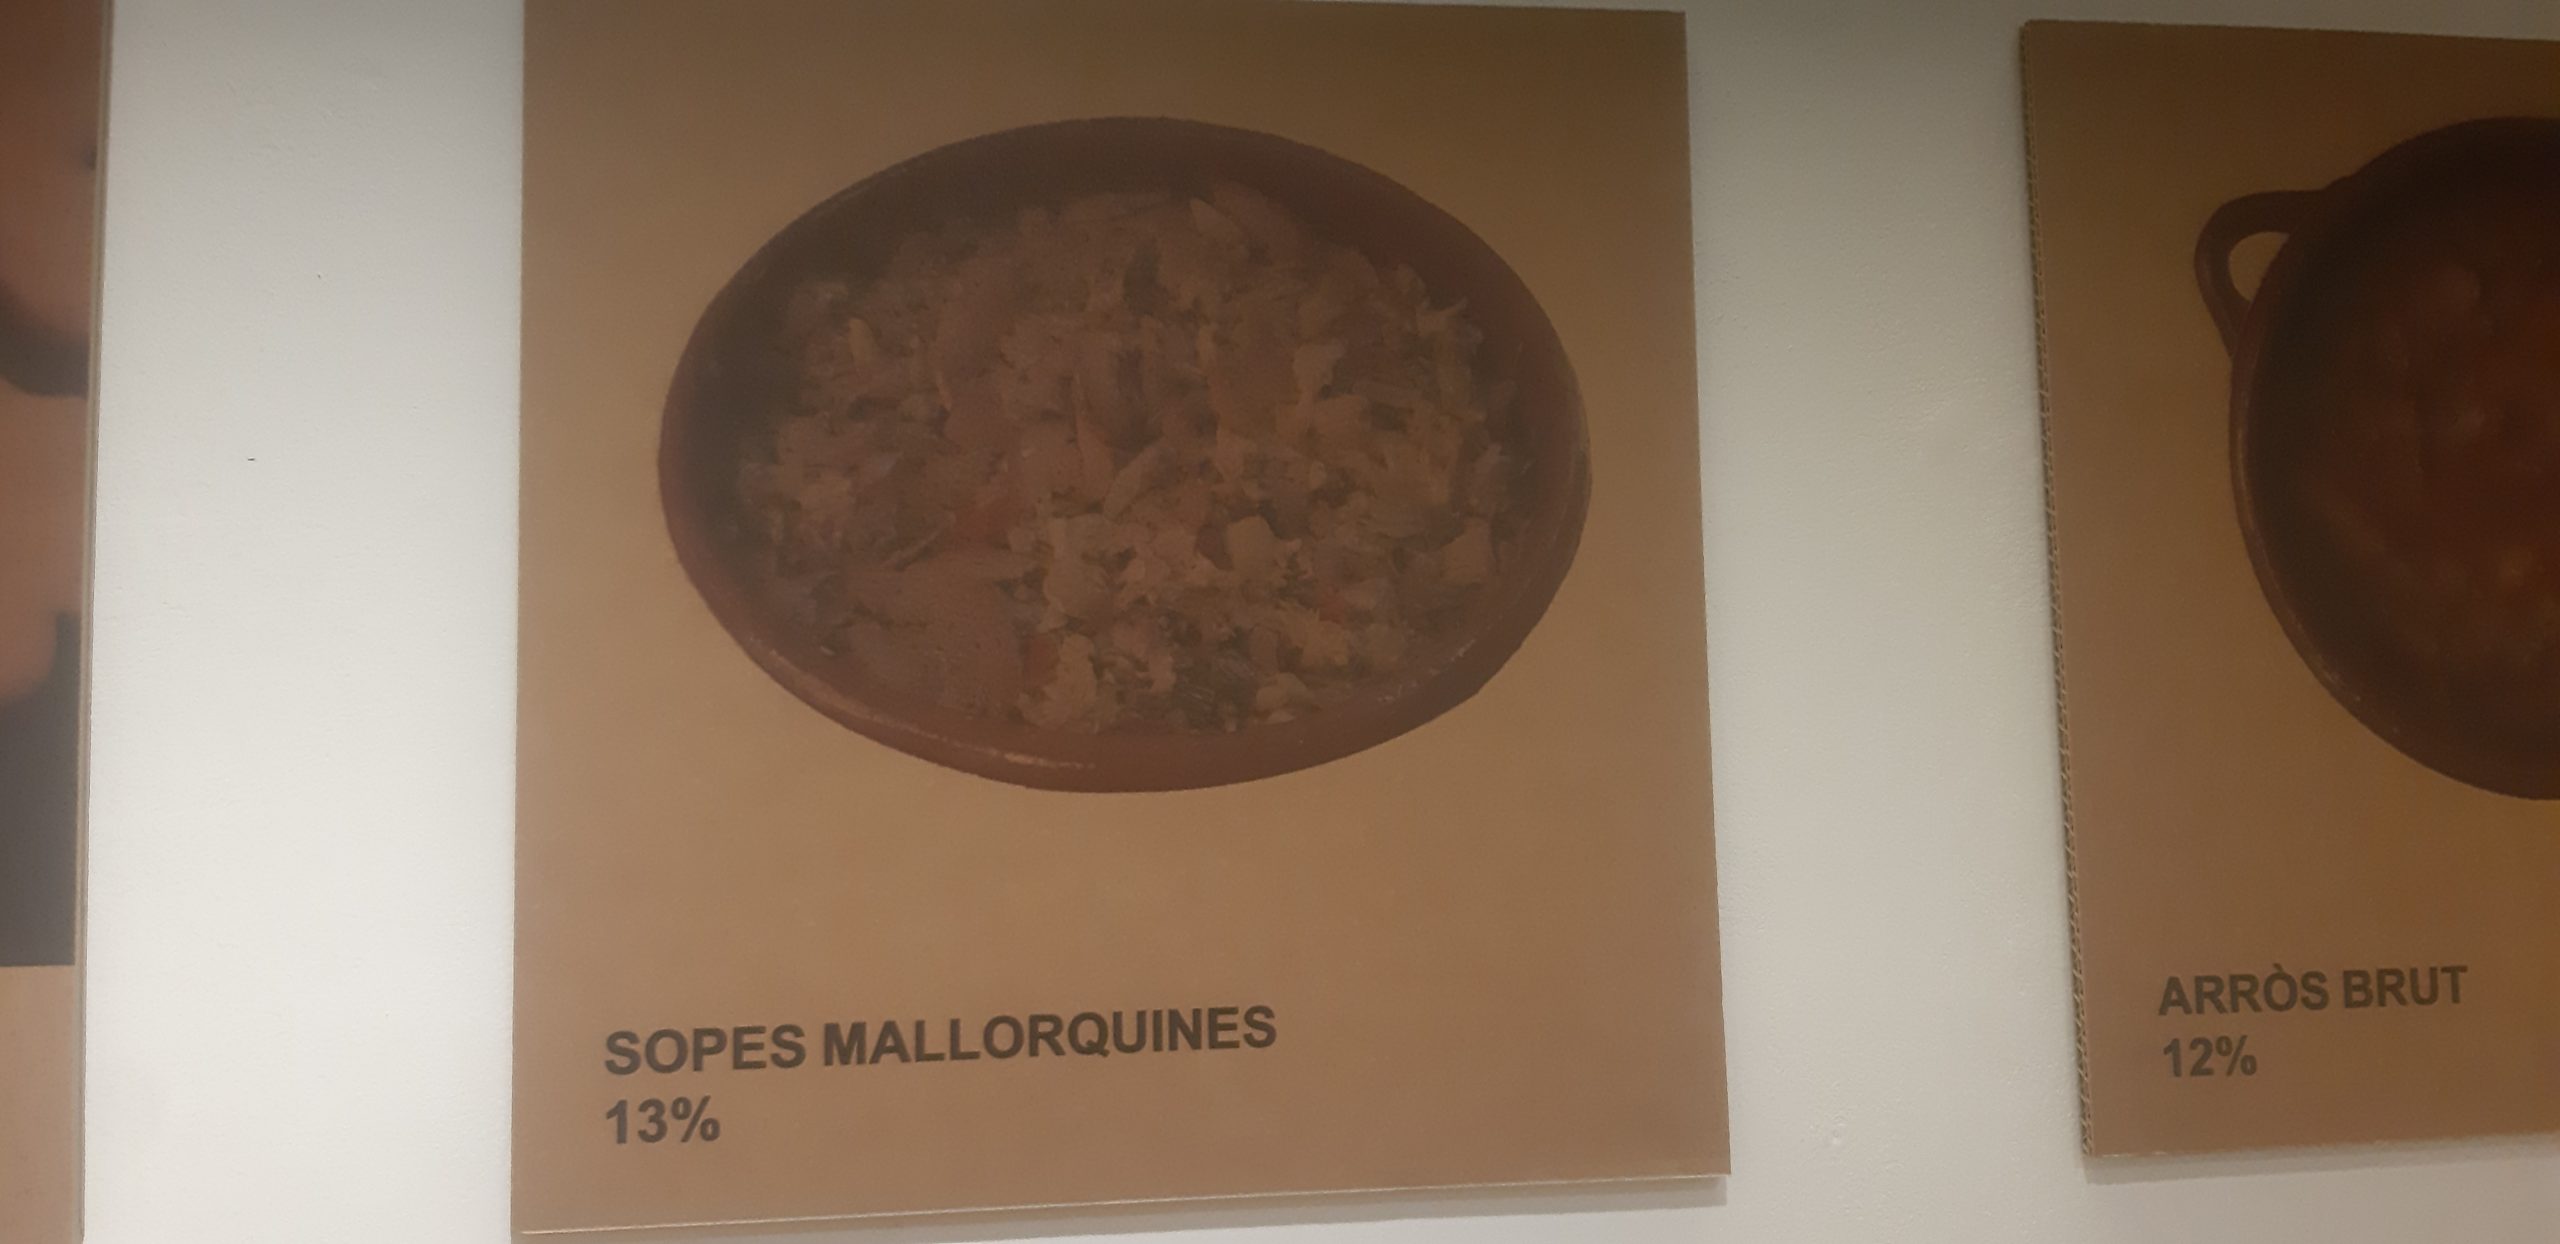 SOPES MALLORQUINES
13%
ARRÒS BRUT
12%